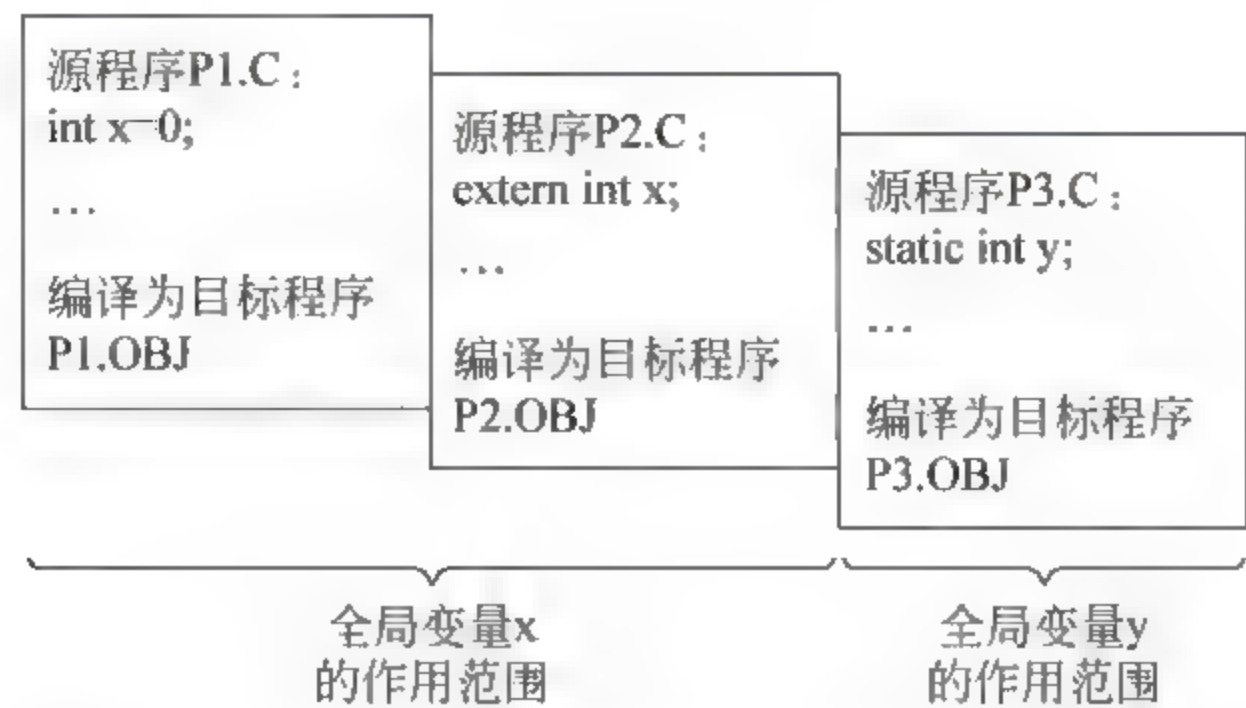 源程序P1.C：
int x=0;
…
编译为目标程序
P1.OBJ
源程序P2.C：
extern int x;
…
编译为目标程序
P2.OBJ
源程序P3.C：
static int y;
…
编译为目标程序
P3.OBJ
全局变量x
的作用范围
全局变量y
的作用范围